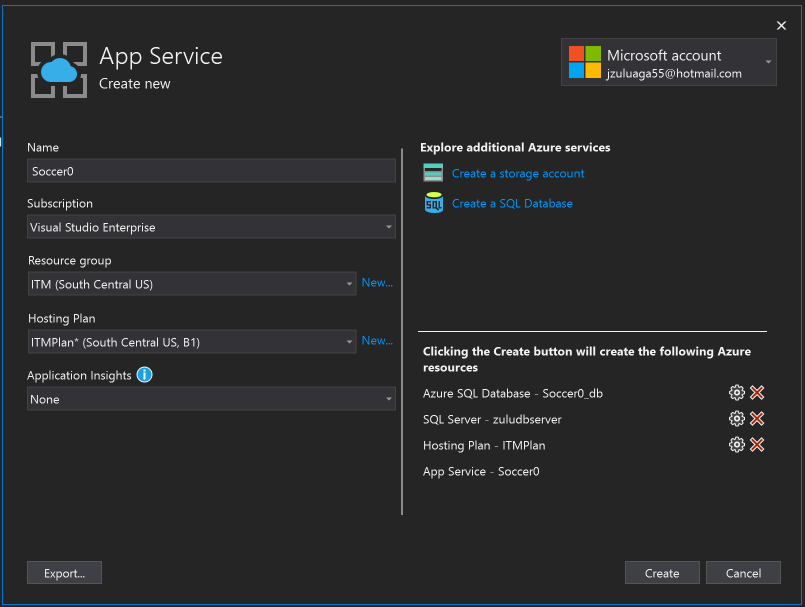 App Service
Create new
Microsoft account
jzuluaga55@hotmail.com
Name
Soccer0
Subscription
Visual Studio Enterprise
Resource group
ITM (South Central US)
New...
Hosting Plan
ITMPlan* (South Central US, B1)
New...
Application Insights
None
Explore additional Azure services
Create a storage account
SQL
Create a SQL Database
Clicking the Create button will create the following Azure
resources
Azure SQL Database - Soccer0_db
SQL Server - zuludbserver
Hosting Plan - ITMPlan
App Service - Soccer0
Export...
Create
Cancel